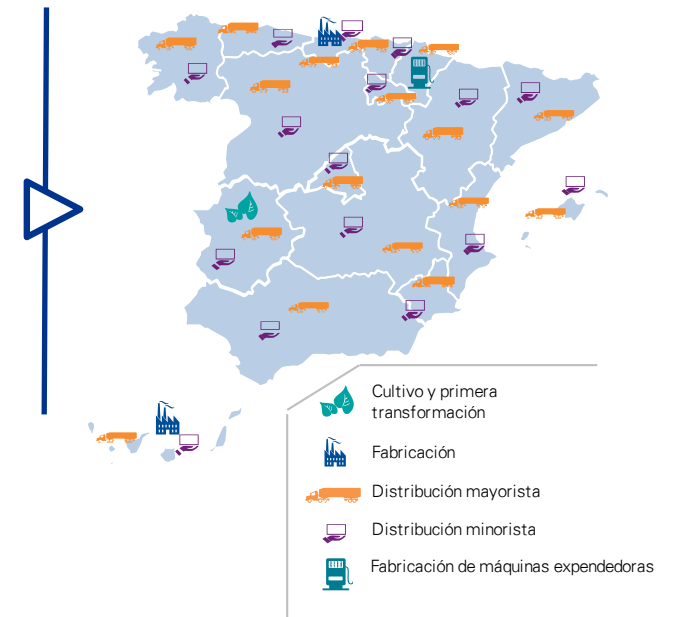 Cultivo y primera
transformación
Fabricación
Distribución mayorista
Distribución minorista
Fabricación de máquinas expendedoras